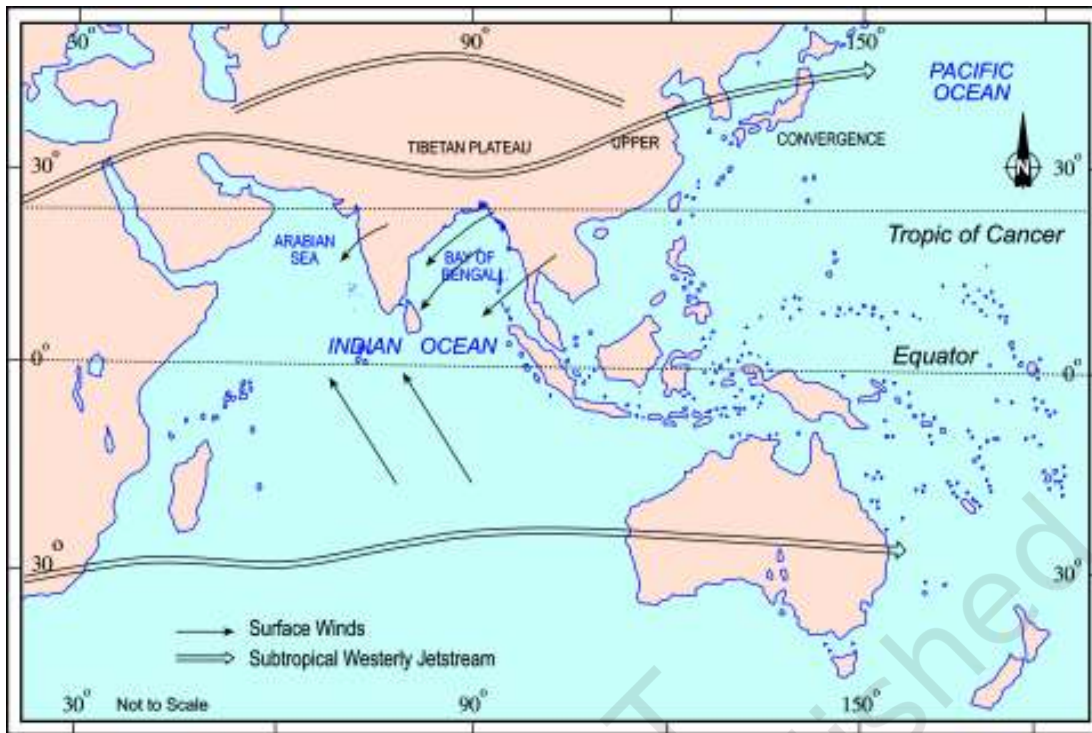 30°
90°
150°
PACIFIC
OCEAN
TIBETAN PLATEAU
UPPER
CONVERGENCE
N
30°
30°
ARABIAN
SEA
BAY OF
BENGAL
Tropic of Cancer
INDIAN OCEAN
Equator
0°
0°
30°
30°
Surface Winds
Subtropical Westerly Jetstream
30°
Not to Scale
90°
150°